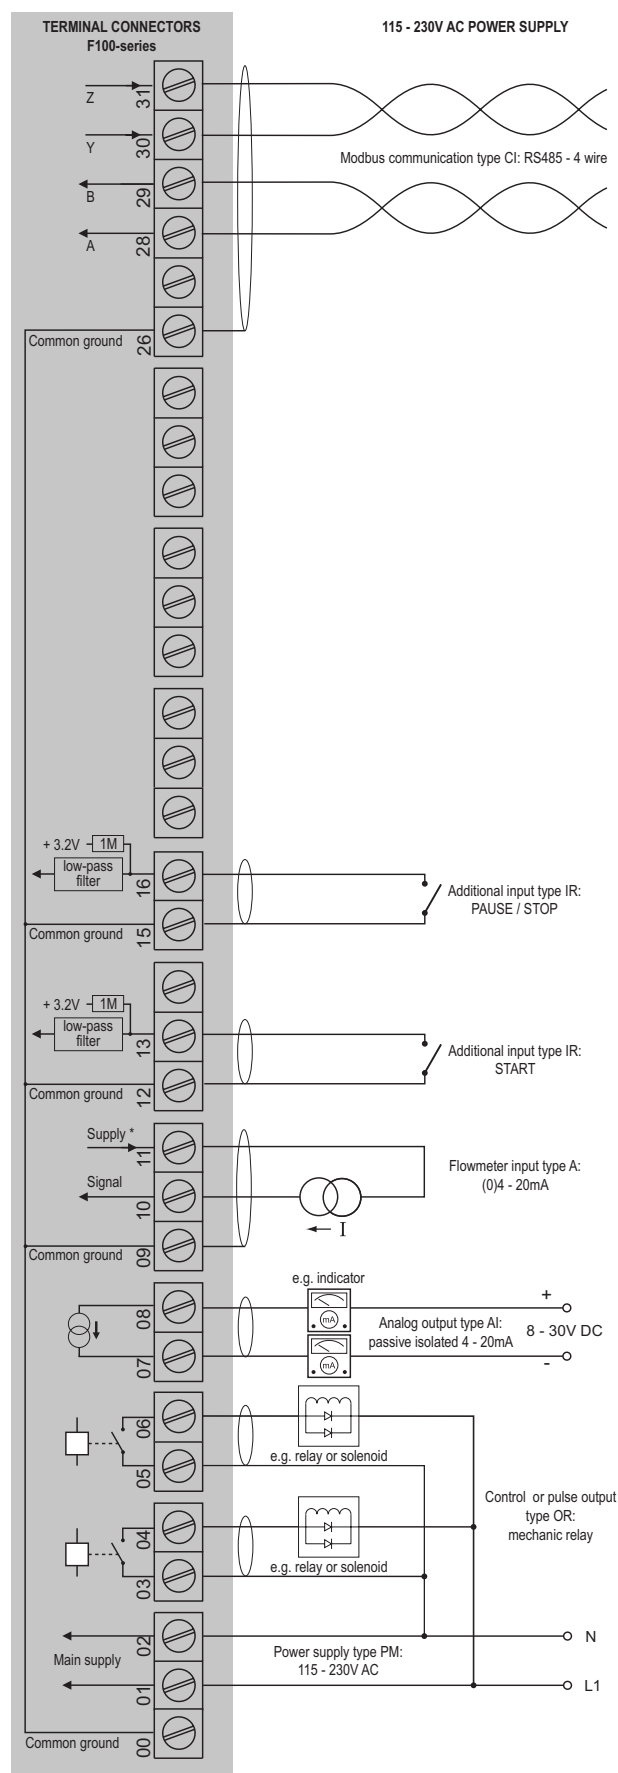 TERMINAL CONNECTORS
F100-series
115 - 230V AC POWER SUPPLY
Z
31
Y
30
Modbus communication type CI: RS485 - 4 wire
B
29
A
28
Common ground
26
+ 3.2V
1M
low-pass
filter
16
Additional input type IR:
PAUSE / STOP
Common ground
15
+ 3.2V
1M
low-pass
filter
13
Additional input type IR:
START
Common ground
12
Supply *
11
Flowmeter input type A:
(0)4 - 20mA
Signal
10
I
Common ground
09
e.g. indicator
08
mA
+
Analog output type AI:
passive isolated 4 - 20mA
8 - 30V DC
07
mA
-
06
05
e.g. relay or solenoid
Control or pulse output
type OR:
mechanic relay
04
03
e.g. relay or solenoid
02
N
Main supply
Power supply type PM:
115 - 230V AC
01
L1
Common ground
00